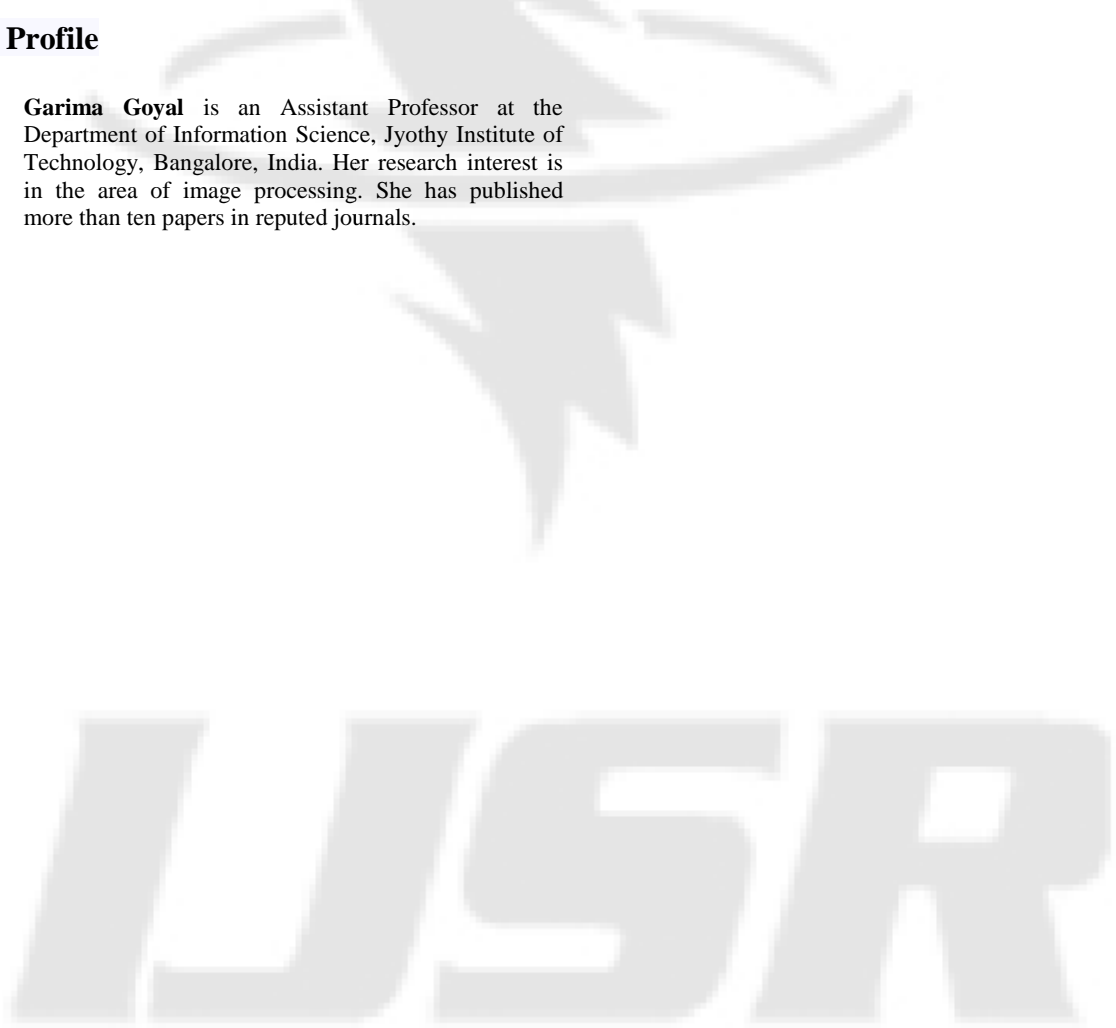 Profile
Garima Goyal is an Assistant Professor at the
Department of Information Science, Jyothy Institute of
Technology, Bangalore, India. Her research interest is
in the area of image processing. She has published
more than ten papers in reputed journals.
IJSR